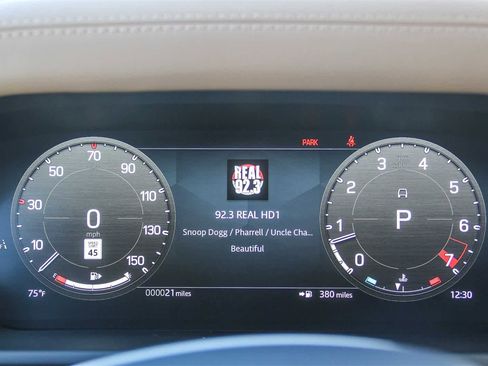 PARK
REAL
92.3
92.3 REAL HD1
Snoop Dogg / Pharrell / Uncle Cha...
Beautiful
10
30
50
70
90
110
130
150
0
mph
45
75°F
000021 miles
380 miles
0
1
2
3
4
5
6
7
P
12:30